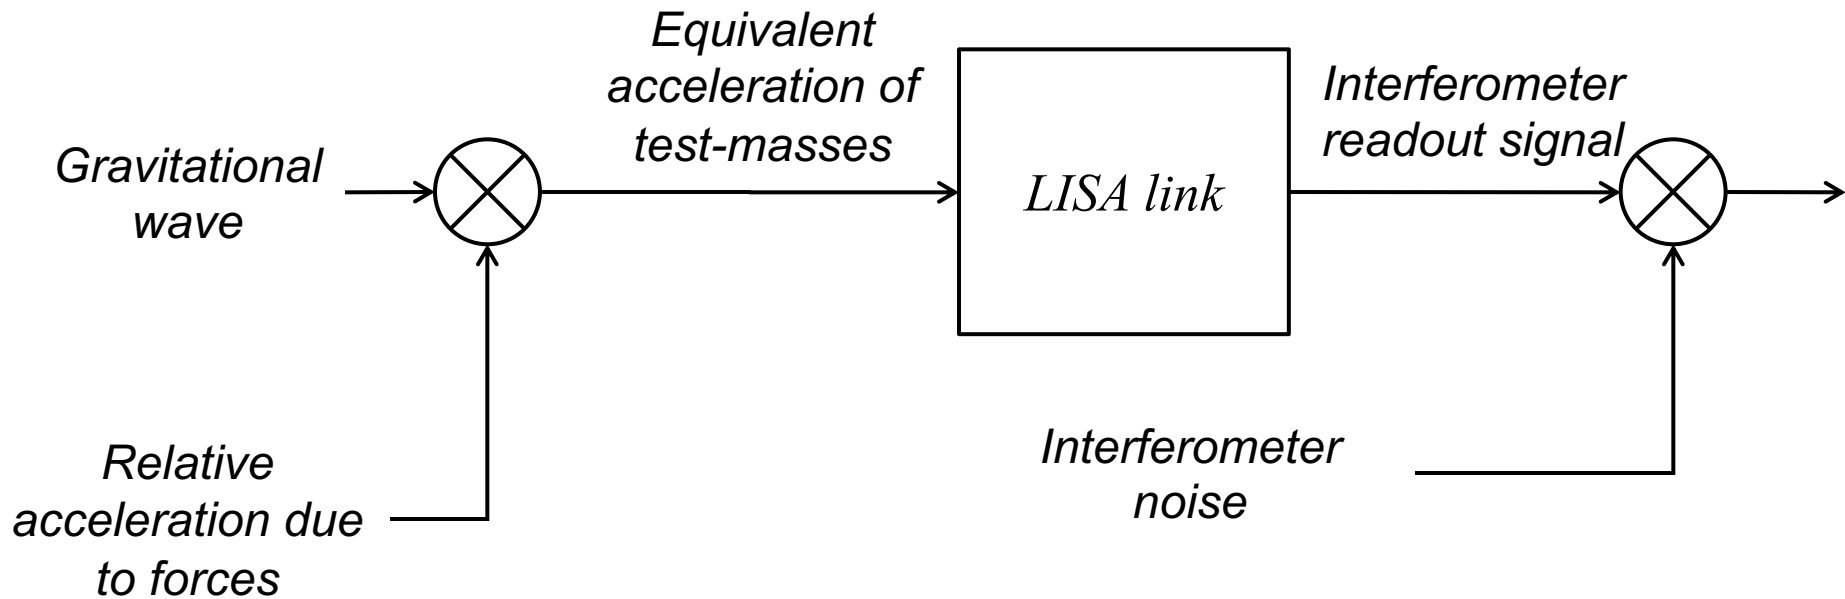 Gravitational
wave
Relative
acceleration due
to forces
Equivalent
acceleration of
test-masses
LISA link
Interferometer
readout signal
Interferometer
noise